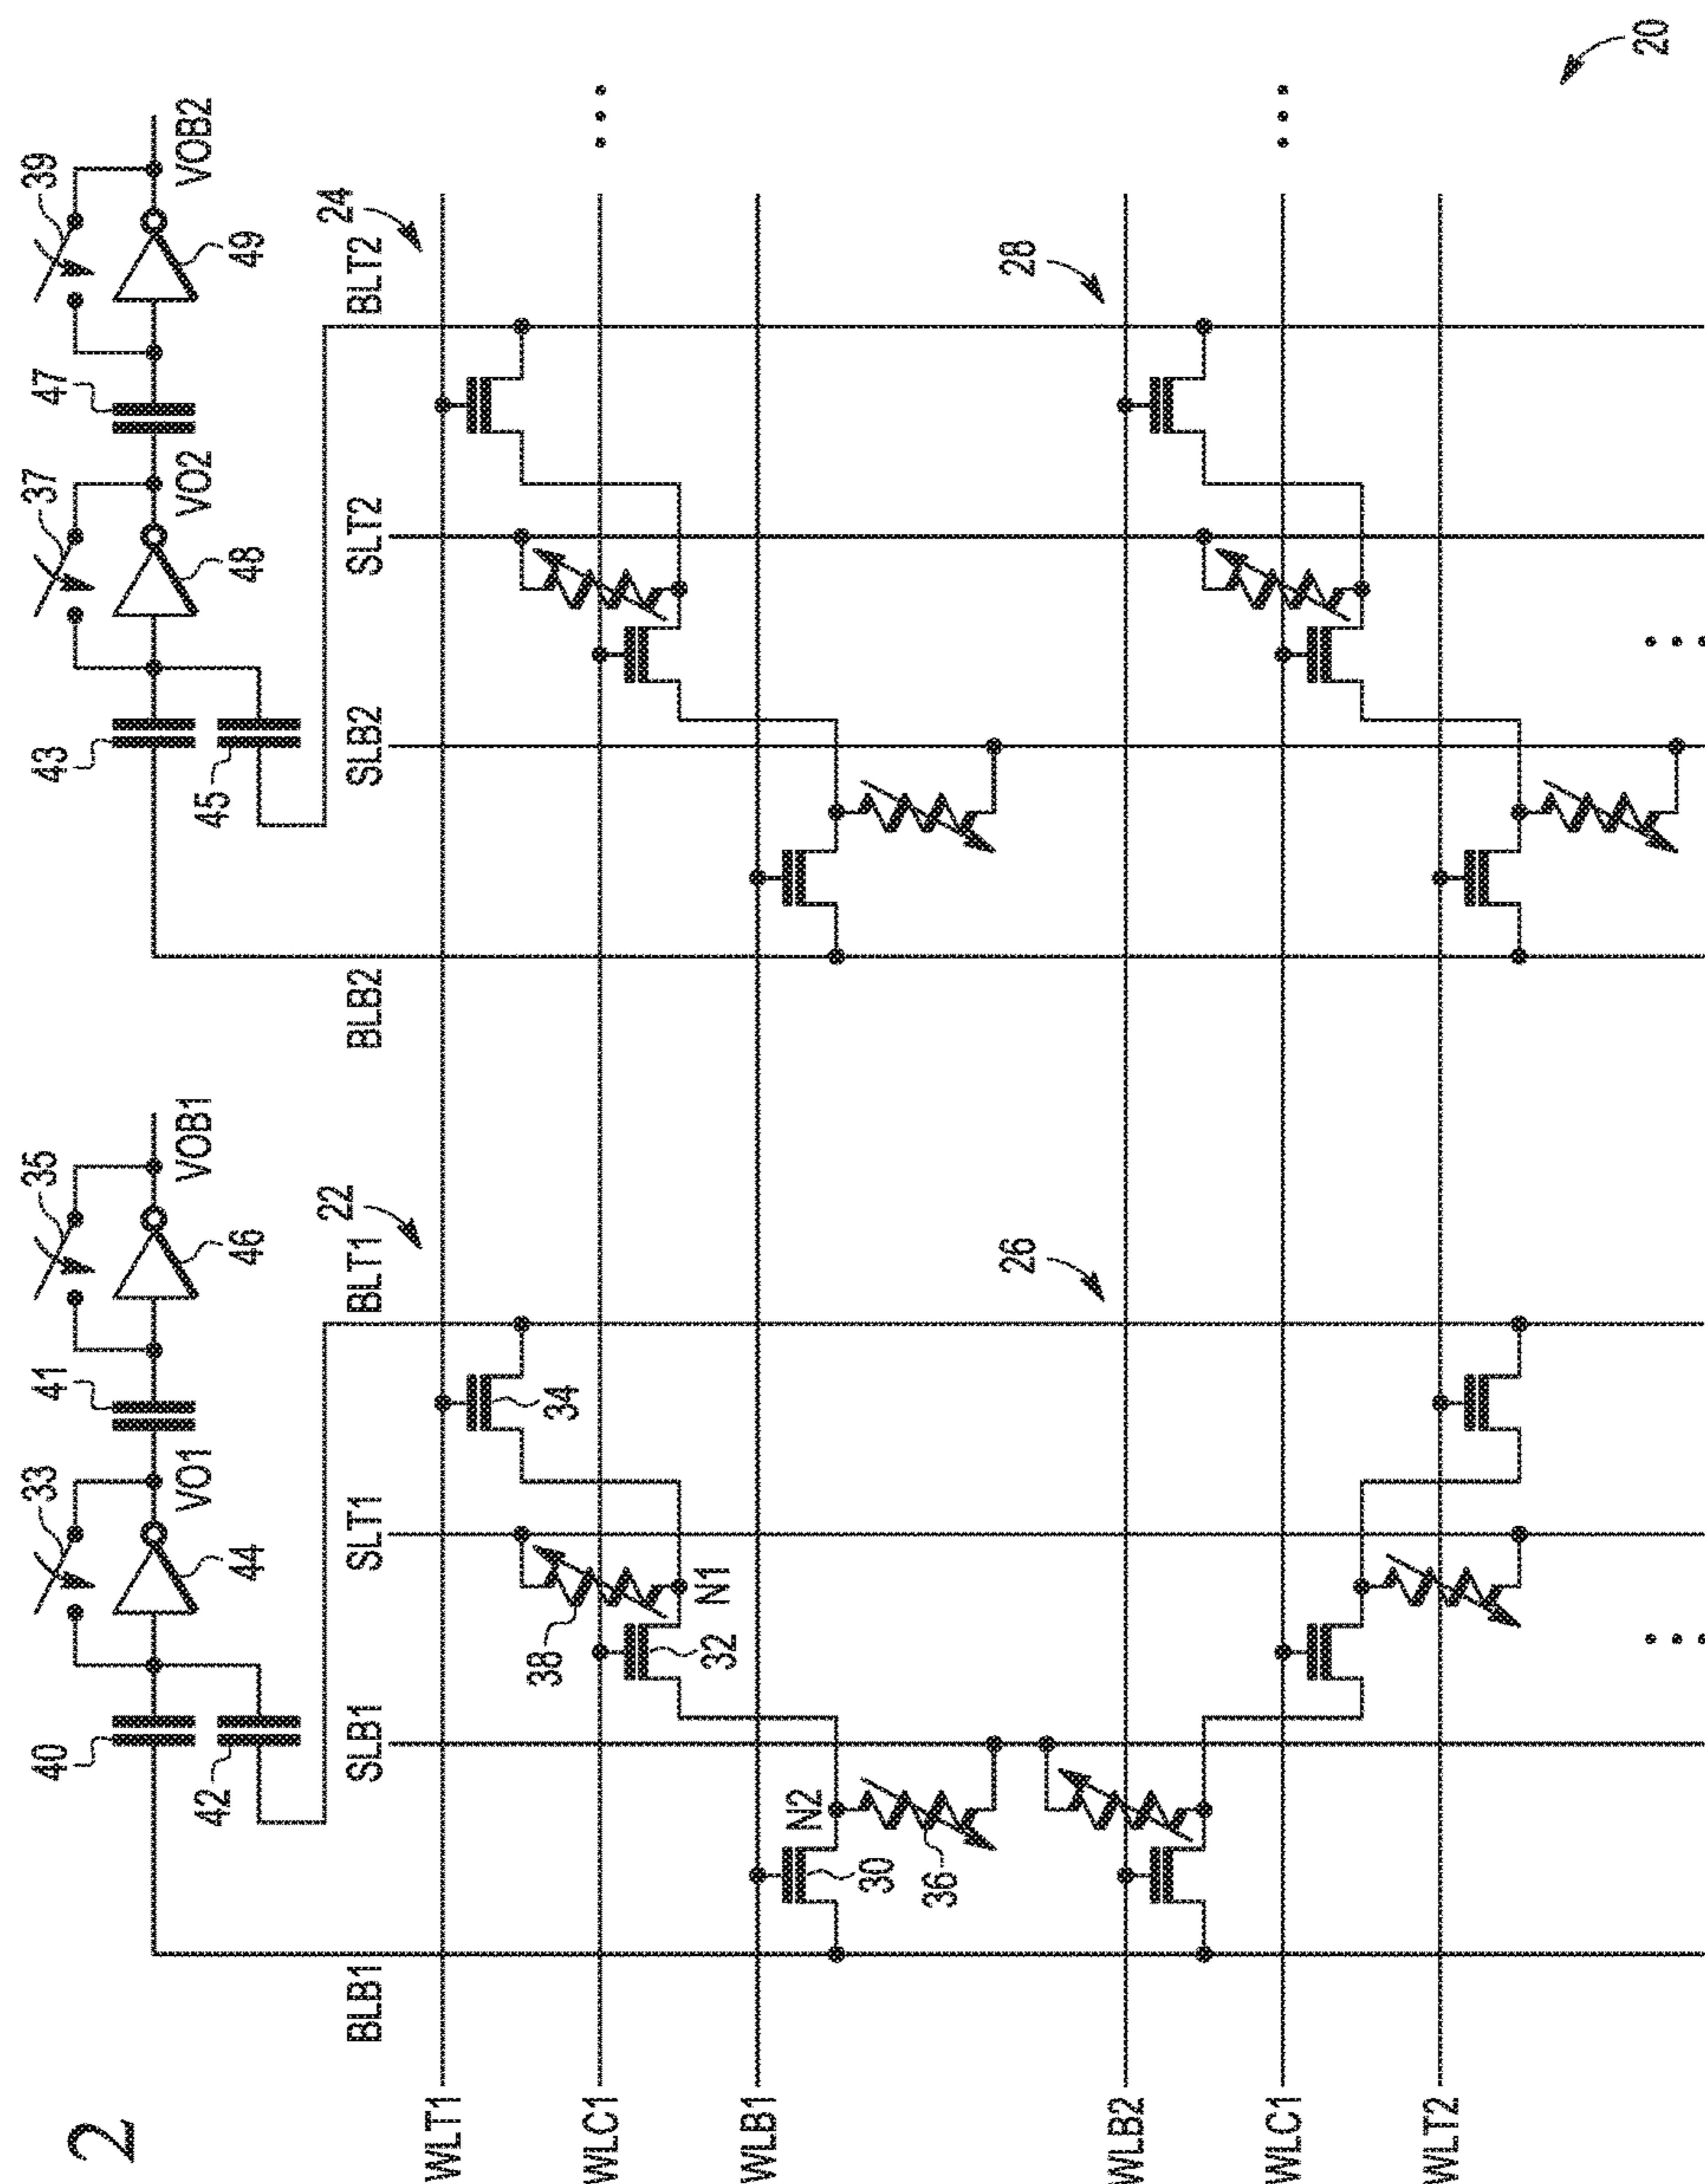 2
40
33
41
35
43
37
47
39
42
44
VO1
46
VOB1
45
48
VO2
49
VOB2
20
BLB1
SLB1
SLT1
BLT1
22
BLB2
SLB2
SLT2
BLT2
24
WLT1
34
38
WLC1
N1
32
WLB1
N2
30
36
26
28
WLB2
WLC1
WLT2